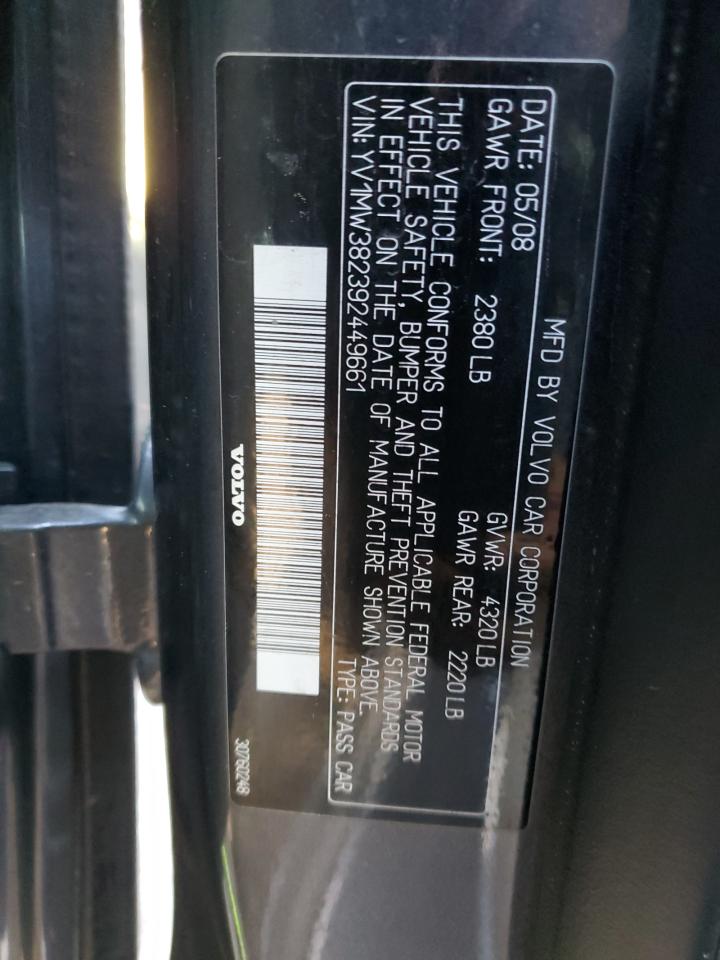 MFD BY VOLVO CAR CORPORATION
DATE: 05/08 GVWR: 4320 LB
GAWR FRONT: 2380 LB GAWR REAR: 2220 LB
THIS VEHICLE CONFORMS TO ALL APPLICABLE FEDERAL MOTOR
VEHICLE SAFETY, BUMPER AND THEFT PREVENTION STANDARDS
IN EFFECT ON THE DATE OF MANUFACTURE SHOWN ABOVE.
VIN: YV1MW382392449661 TYPE: PASS CAR
VOLVO
30760248